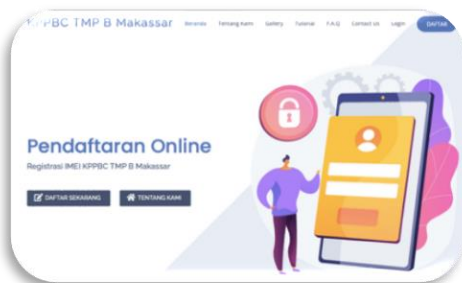 KPPBC TMP B Makassar Beranda Tentang Kami Gallery Tutorial F.A.Q Contact Us Login DAFTAR
Pendaftaran Online
Registrasi IMEI KPPBC TMP B Makassar
DAFTAR SEKARANG TENTANG KAMI